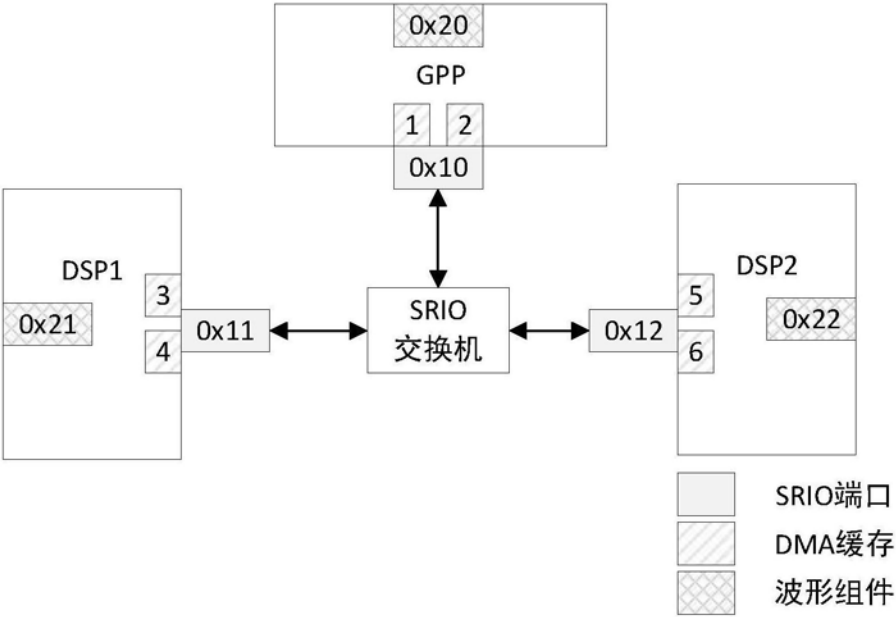 0x20
GPP
1
2
0x10
DSP1
3
0x21
0x11
4
SRIO
交换机
DSP2
5
0x12
0x22
6
SRIO端口
DMA缓存
波形组件